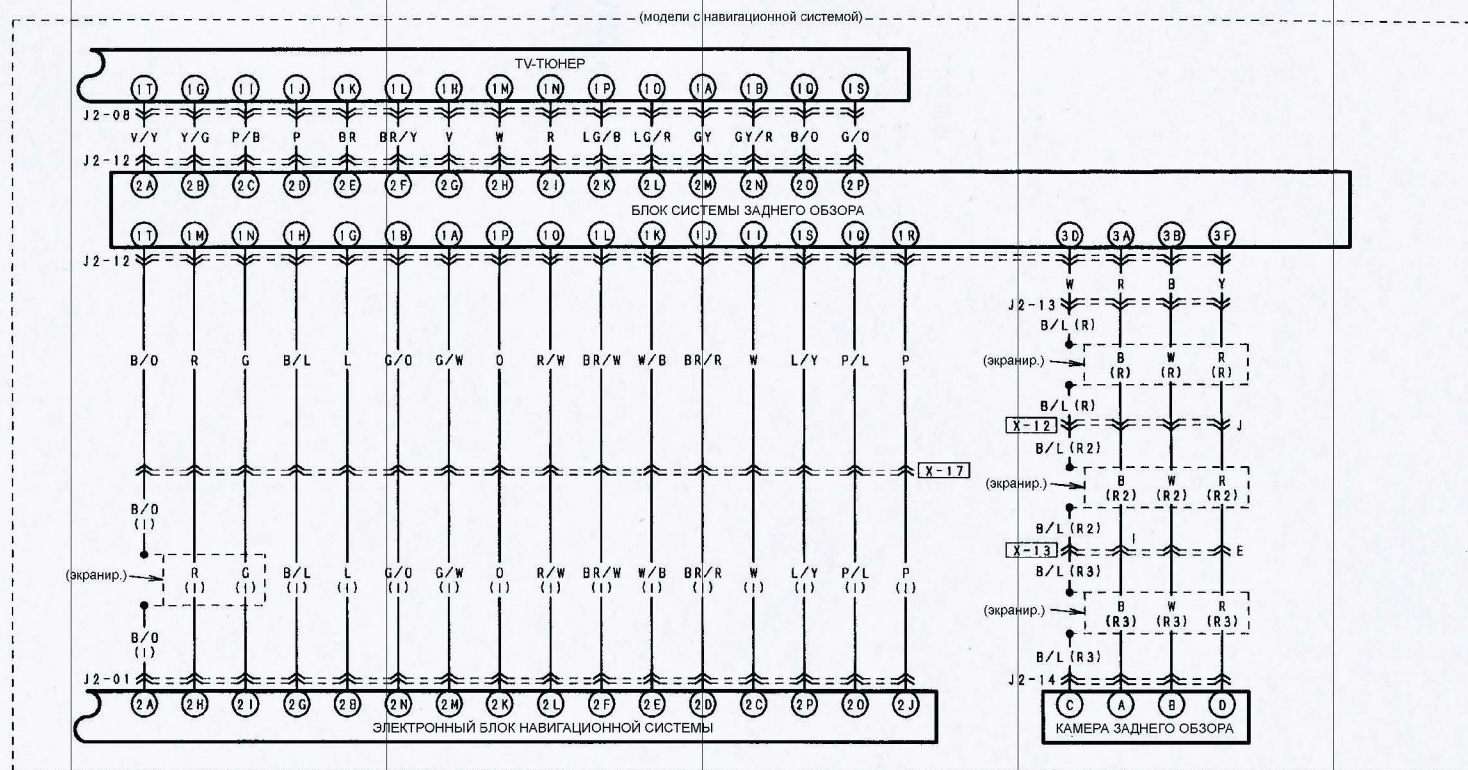 (модели с навигационной системой)
TV-ТЮНЕР
1T 1G 1I 1J 1K 1L 1H 1M 1N 1P 1O 1A 1B 1Q 1S
J2-08
V/Y Y/G P/B P BR BR/Y V W R LG/B LG/R GY GY/R B/O G/O
J2-12
2A 2B 2C 2D 2E 2F 2G 2H 2I 2K 2L 2M 2N 2O 2P
БЛОК СИСТЕМЫ ЗАДНЕГО ОБЗОРА
1T 1M 1N 1H 1G 1B 1A 1P 1O 1L 1K 1J 1I 1S 1Q 1R 3D 3A 3B 3F
J2-12
W R B Y
J2-13
B/L (R)
B/O R G B/L L G/O G/W O R/W BR/W W/B BR/R W L/Y P/L P
(экранир.) B W R
(R) (R) (R)
B/L (R)
X-12 J
B/L (R2)
X-17
(экранир.) B W R
(R2) (R2) (R2)
B/O
(I)
B/L (R2)
I
X-13 E
B/L (R3)
(экранир.) R G B/L L G/O G/W O R/W BR/W W/B BR/R W L/Y P/L P
(I) (I) (I) (I) (I) (I) (I) (I) (I) (I) (I) (I) (I) (I) (I)
(экранир.) B W R
(R3) (R3) (R3)
B/O
(I)
B/L (R3)
J2-01
J2-14
2A 2H 2I 2G 2B 2N 2M 2K 2L 2F 2E 2D 2C 2P 2O 2J C A B D
ЭЛЕКТРОННЫЙ БЛОК НАВИГАЦИОННОЙ СИСТЕМЫ
КАМЕРА ЗАДНЕГО ОБЗОРА